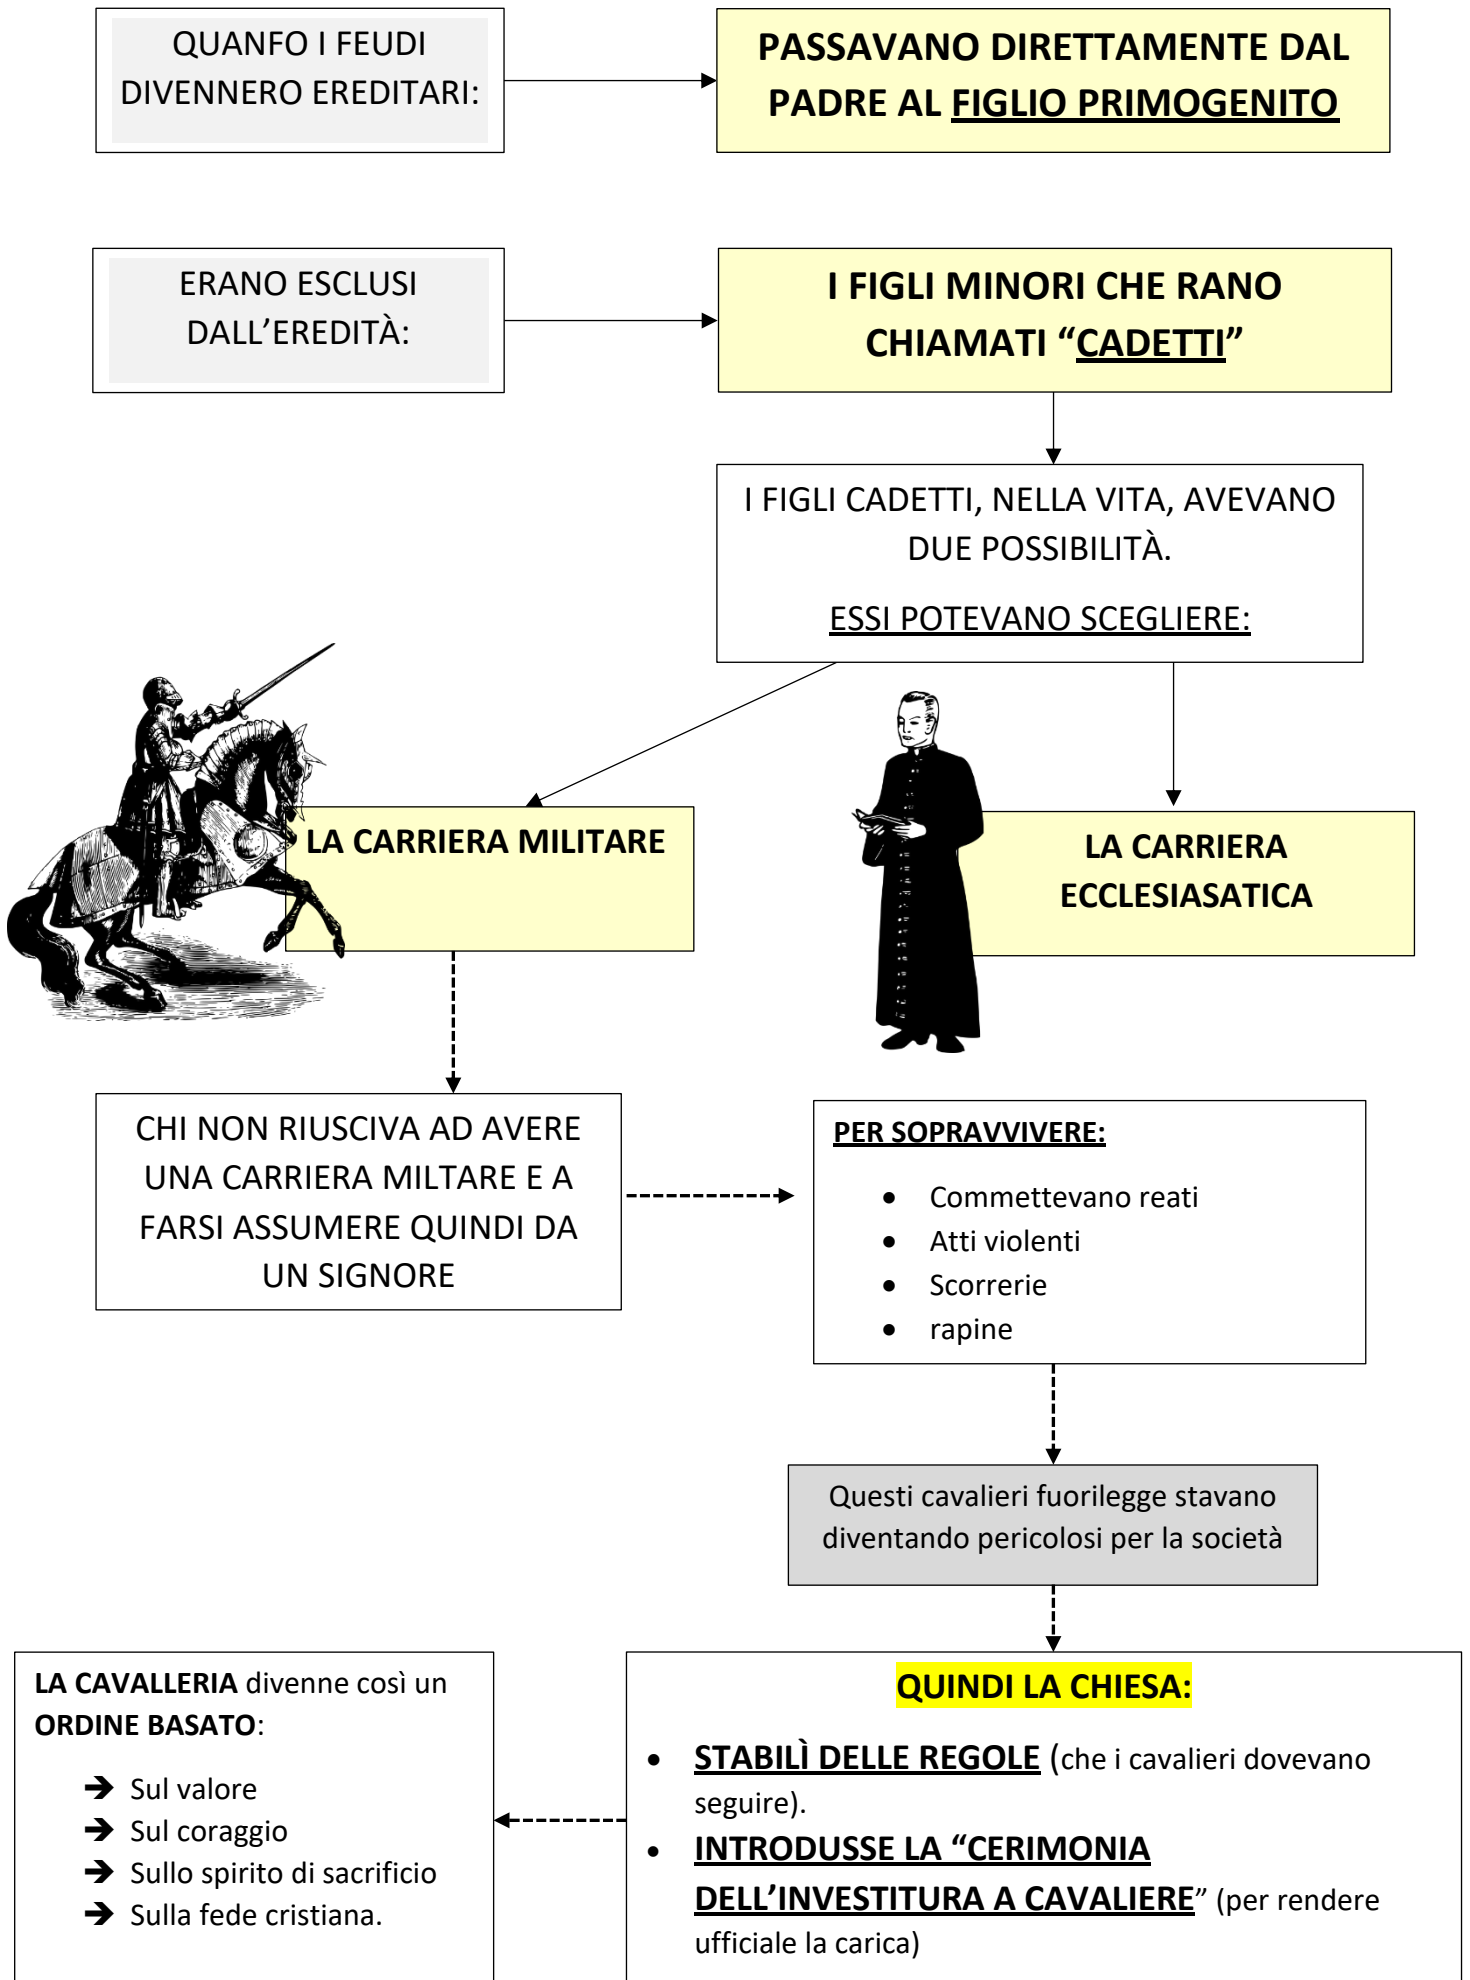 QUANFO I FEUDI
DIVENNERO EREDITARI:
PASSAVANO DIRETTAMENTE DAL
PADRE AL FIGLIO PRIMOGENITO
ERANO ESCLUSI
DALL’EREDITÀ:
I FIGLI MINORI CHE RANO
CHIAMATI “CADETTI”
I FIGLI CADETTI, NELLA VITA, AVEVANO
DUE POSSIBILITÀ.
ESSI POTEVANO SCEGLIERE:
LA CARRIERA MILITARE
LA CARRIERA
ECCLESIASATICA
CHI NON RIUSCIVA AD AVERE
UNA CARRIERA MILTARE E A
FARSI ASSUMERE QUINDI DA
UN SIGNORE
PER SOPRAVVIVERE:
• Commettevano reati
• Atti violenti
• Scorrerie
• rapine
Questi cavalieri fuorilegge stavano
diventando pericolosi per la società
QUINDI LA CHIESA:
• STABILÌ DELLE REGOLE (che i cavalieri dovevano
seguire).
• INTRODUSSE LA “CERIMONIA
DELL’INVESTITURA A CAVALIERE” (per rendere
ufficiale la carica)
LA CAVALLERIA divenne così un
ORDINE BASATO:
➔ Sul valore
➔ Sul coraggio
➔ Sullo spirito di sacrificio
➔ Sulla fede cristiana.